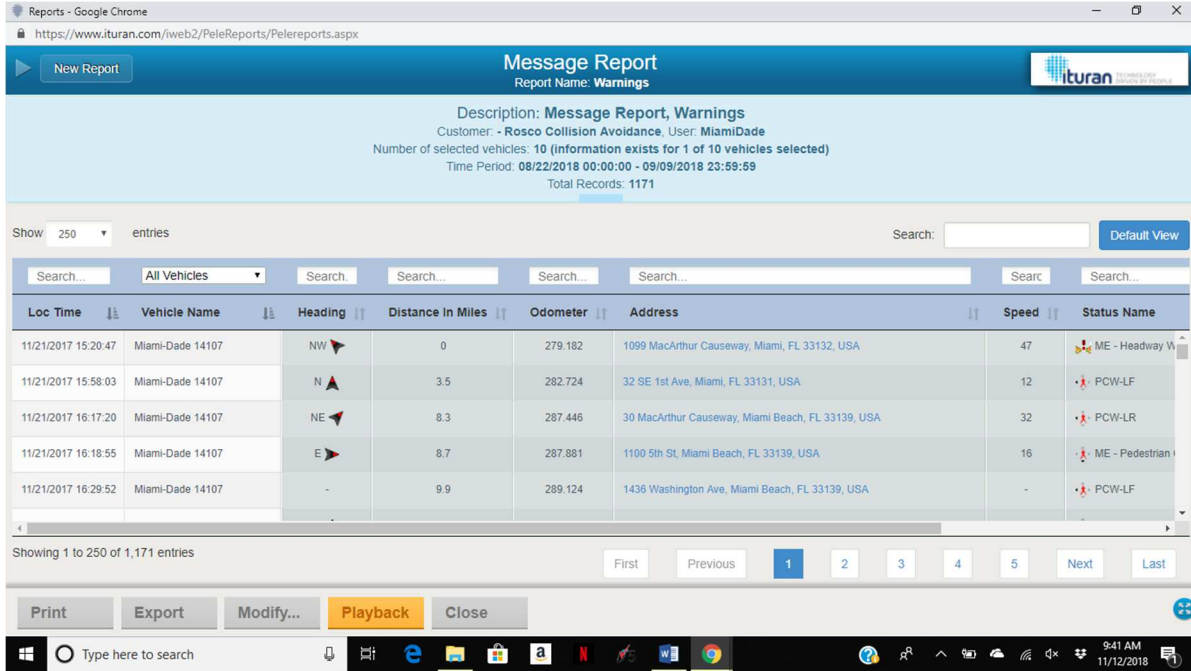 Reports - Google Chrome
https://www.ituran.com/iweb2/PeleReports/Pelereports.aspx
New Report
Message Report
Report Name: Warnings
ituran TECHNOLOGY DRIVEN BY PEOPLE
Description: Message Report, Warnings
Customer: - Rosco Collision Avoidance, User: MiamiDade
Number of selected vehicles: 10 (information exists for 1 of 10 vehicles selected)
Time Period: 08/22/2018 00:00:00 - 09/09/2018 23:59:59
Total Records: 1171
Show 250 entries Search: Default View
Search... All Vehicles Search. Search... Search... Search... Searc Search...
Loc Time Vehicle Name Heading Distance In Miles Odometer Address Speed Status Name
11/21/2017 15:20:47 Miami-Dade 14107 NW 0 279.182 1099 MacArthur Causeway, Miami, FL 33132, USA 47 ME - Headway W
11/21/2017 15:58:03 Miami-Dade 14107 N 3.5 282.724 32 SE 1st Ave, Miami, FL 33131, USA 12 PCW-LF
11/21/2017 16:17:20 Miami-Dade 14107 NE 8.3 287.446 30 MacArthur Causeway, Miami Beach, FL 33139, USA 32 PCW-LR
11/21/2017 16:18:55 Miami-Dade 14107 E 8.7 287.881 1100 5th St, Miami Beach, FL 33139, USA 16 ME - Pedestrian
11/21/2017 16:29:52 Miami-Dade 14107 - 9.9 289.124 1436 Washington Ave, Miami Beach, FL 33139, USA - PCW-LF
Showing 1 to 250 of 1,171 entries First Previous 1 2 3 4 5 Next Last
Print Export Modify... Playback Close
Type here to search 9:41 AM
11/12/2018